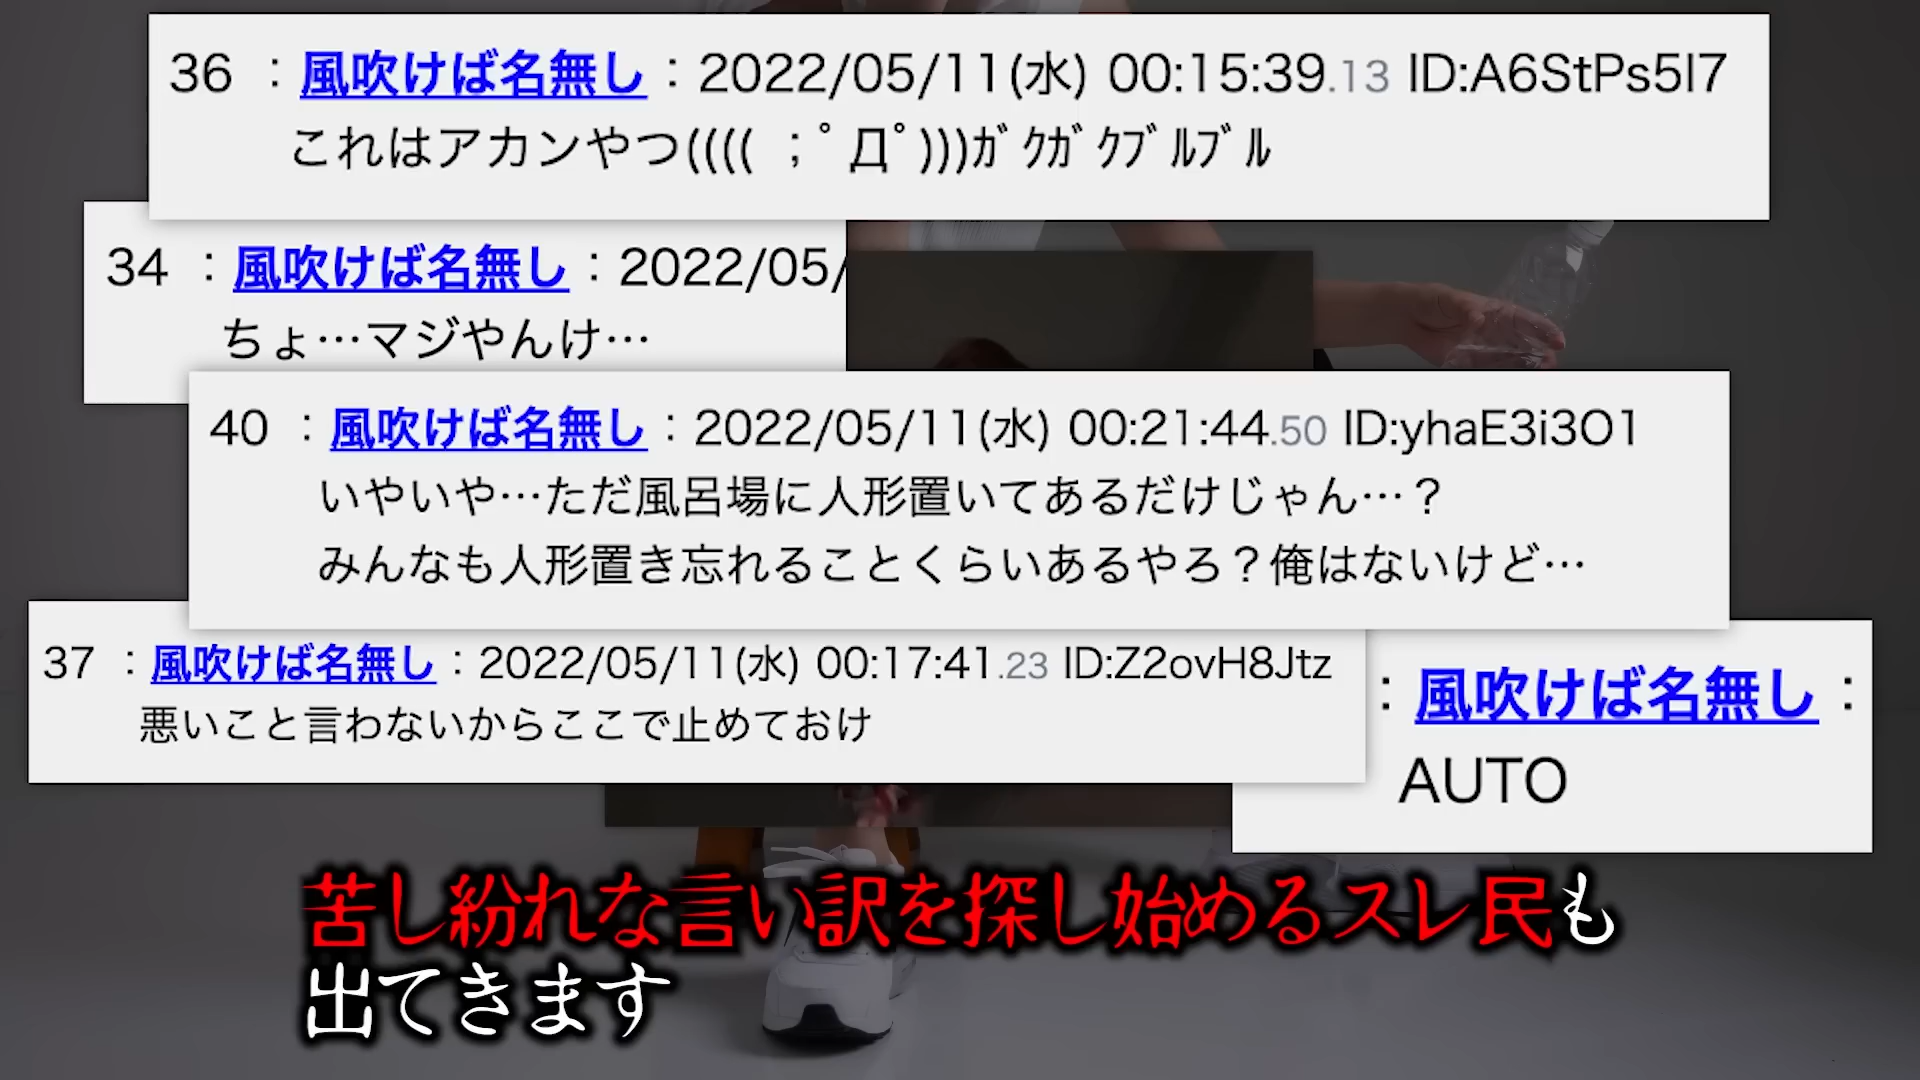 36 ：風吹けば名無し：2022/05/11(水) 00:15:39.13 ID:A6StPs5I7
これはアカンやつ(((( ；ﾟДﾟ)))ｶﾞｸｶﾞｸﾌﾞﾙﾌﾞﾙ
34 ：風吹けば名無し：2022/05/
ちょ…マジやんけ…
40 ：風吹けば名無し：2022/05/11(水) 00:21:44.50 ID:yhaE3i3O1
いやいや…ただ風呂場に人形置いてあるだけじゃん…？
みんなも人形置き忘れることくらいあるやろ？俺はないけど…
37 ：風吹けば名無し：2022/05/11(水) 00:17:41.23 ID:Z2ovH8Jtz
悪いこと言わないからここで止めておけ
：風吹けば名無し：
AUTO
苦し紛れな言い訳を探し始めるスレ民も
出てきます